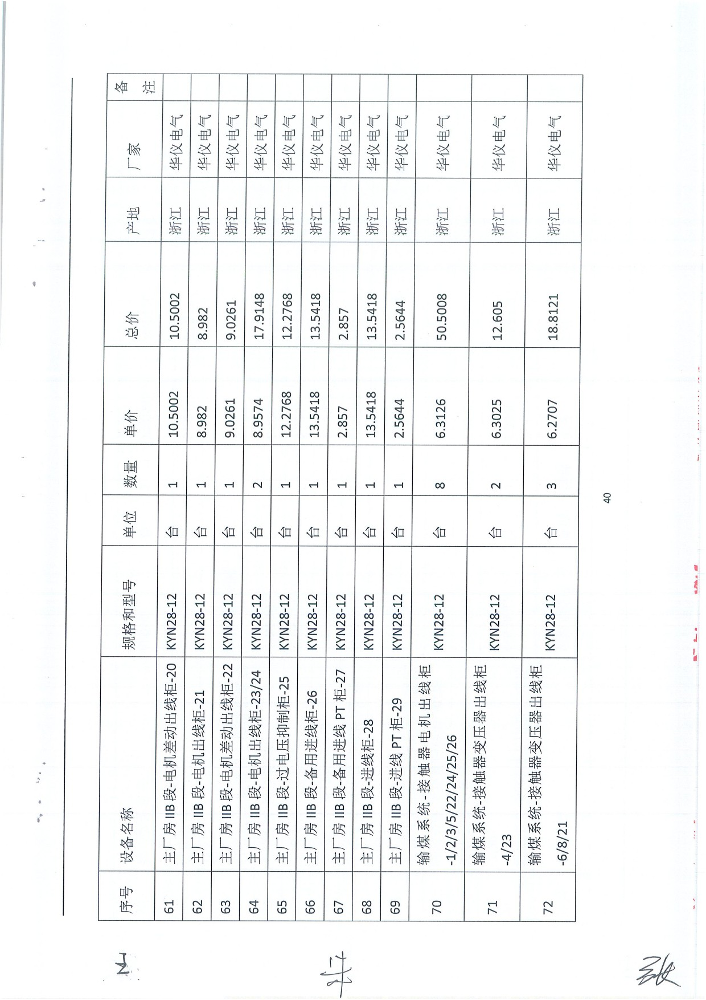 序号 设备名称 规格和型号 单位 数量 单价 总价 产地 厂家 备注
61 主厂房 IIB 段-电机差动出线柜-20 KYN28-12 台 1 10.5002 10.5002 浙江 华仪电气
62 主厂房 IIB 段-电机出线柜-21 KYN28-12 台 1 8.982 8.982 浙江 华仪电气
63 主厂房 IIB 段-电机差动出线柜-22 KYN28-12 台 1 9.0261 9.0261 浙江 华仪电气
64 主厂房 IIB 段-电机出线柜-23/24 KYN28-12 台 2 8.9574 17.9148 浙江 华仪电气
65 主厂房 IIB 段-过电压抑制柜-25 KYN28-12 台 1 12.2768 12.2768 浙江 华仪电气
66 主厂房 IIB 段-备用进线柜-26 KYN28-12 台 1 13.5418 13.5418 浙江 华仪电气
67 主厂房 IIB 段-备用进线 PT 柜-27 KYN28-12 台 1 2.857 2.857 浙江 华仪电气
68 主厂房 IIB 段-进线柜-28 KYN28-12 台 1 13.5418 13.5418 浙江 华仪电气
69 主厂房 IIB 段-进线 PT 柜-29 KYN28-12 台 1 2.5644 2.5644 浙江 华仪电气
70 输煤系统-接触器电机出线柜 KYN28-12 台 8 6.3126 50.5008 浙江 华仪电气
-1/2/3/5/22/24/25/26
71 输煤系统-接触器变压器出线柜 KYN28-12 台 2 6.3025 12.605 浙江 华仪电气
-4/23
72 输煤系统-接触器变压器出线柜 KYN28-12 台 3 6.2707 18.8121 浙江 华仪电气
-6/8/21
40